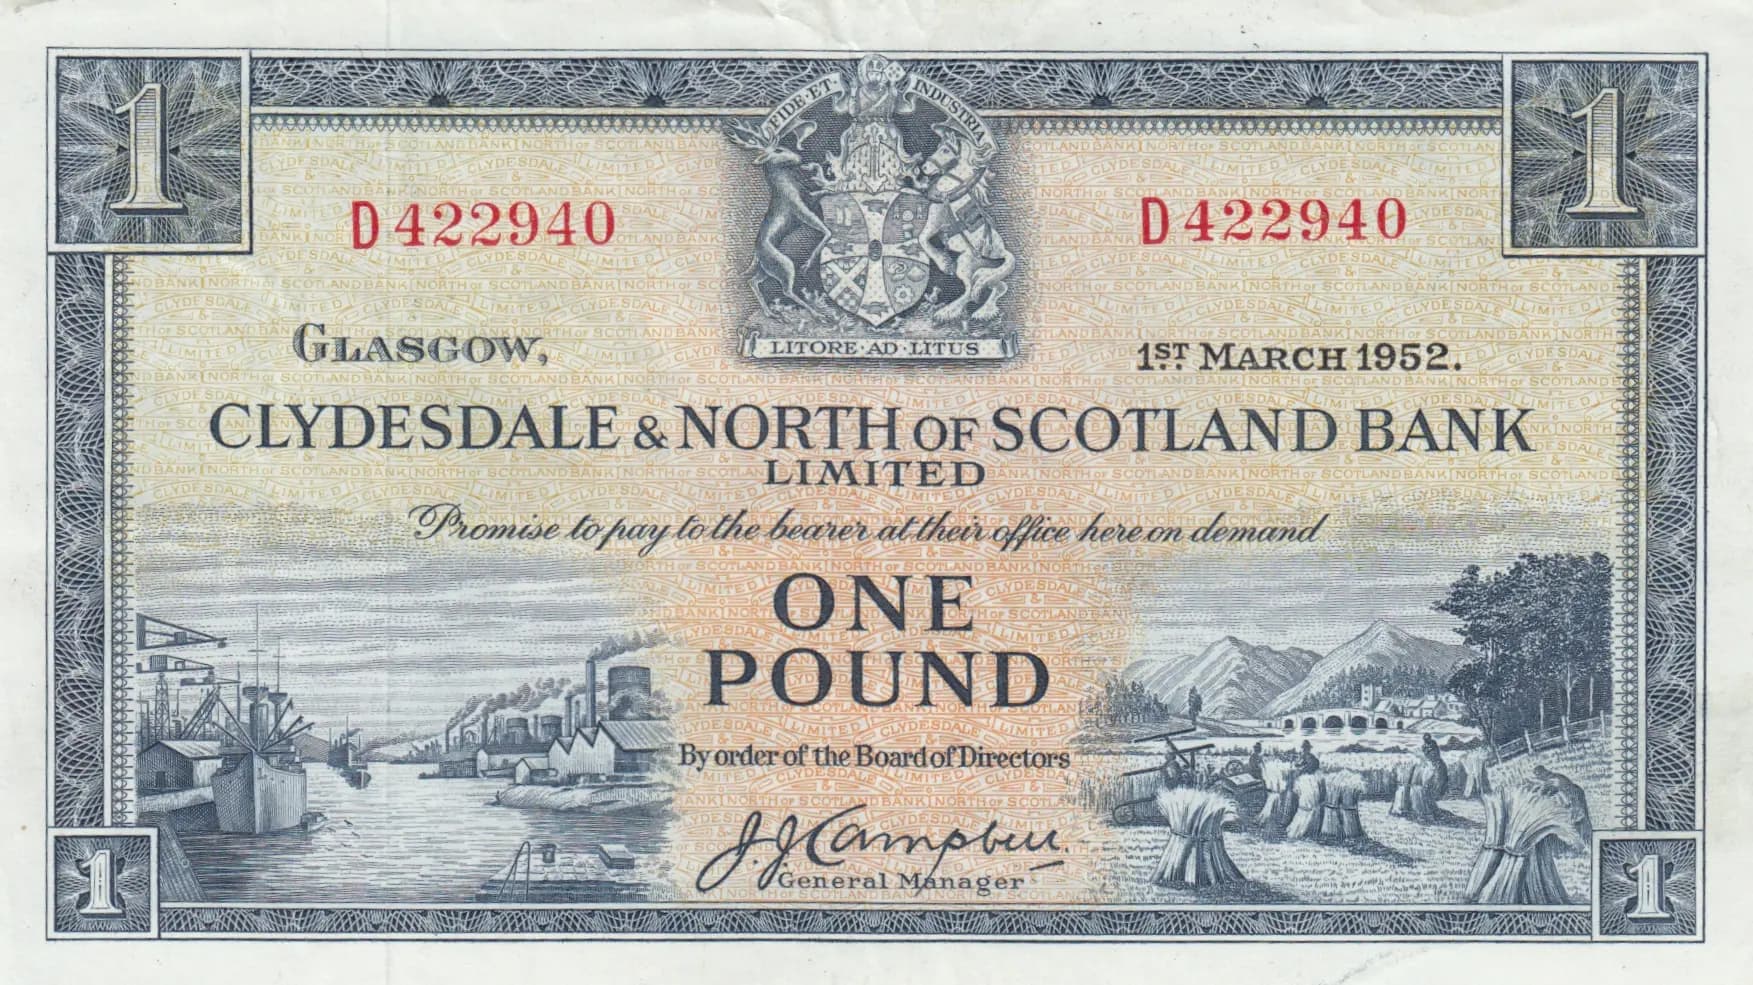 1 1
FIDE·ET· INDUSTRIA
D 422940 D 422940
LITORE·AD·LITUS
GLASGOW, 1ST MARCH 1952.
CLYDESDALE & NORTH OF SCOTLAND BANK
LIMITED
Promise to pay to the bearer at their office here on demand
ONE
POUND
By order of the Board of Directors
J. J. Campbell.
General Manager
1 1